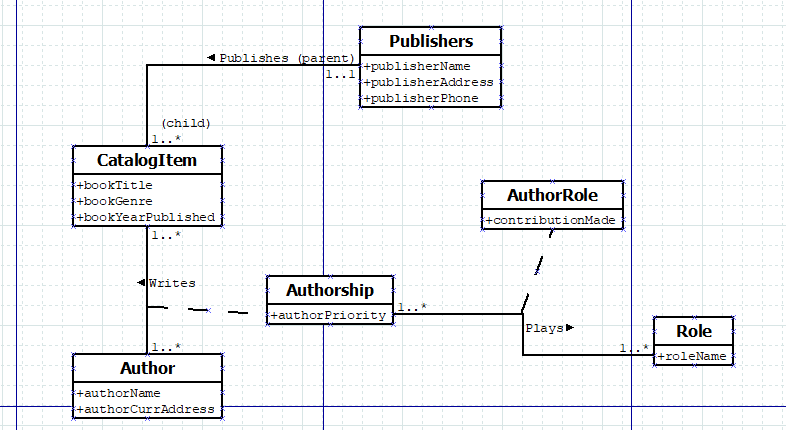 Publishers
+publisherName
+publisherAddress
+publisherPhone
◄ Publishes (parent)
1..1
(child)
1..*
CatalogItem
+bookTitle
+bookGenre
+bookYearPublished
1..*
◄ Writes
1..*
Author
+authorName
+authorCurrAddress
Authorship
+authorPriority
1..*
AuthorRole
+contributionMade
Plays ►
1..*
Role
+roleName